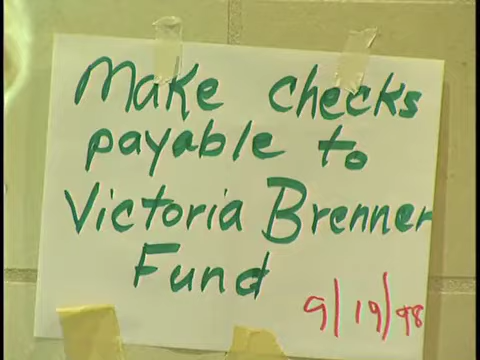 Make checks
payable to
Victoria Brenner
Fund
9/19/98